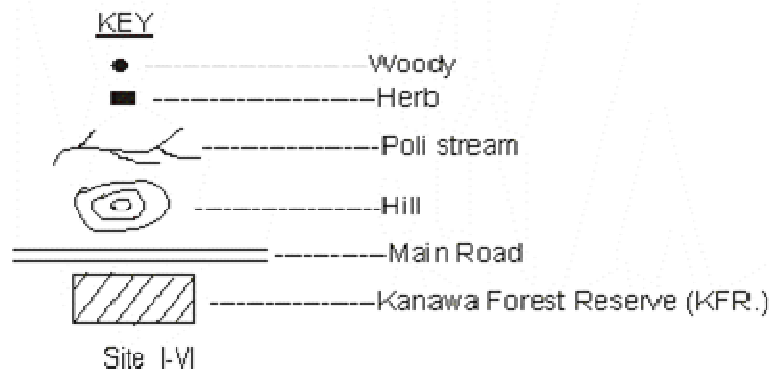 KEY
Woody
Herb
Poli stream
Hill
Main Road
Kanawa Forest Reserve (KFR.)
Site I-VI